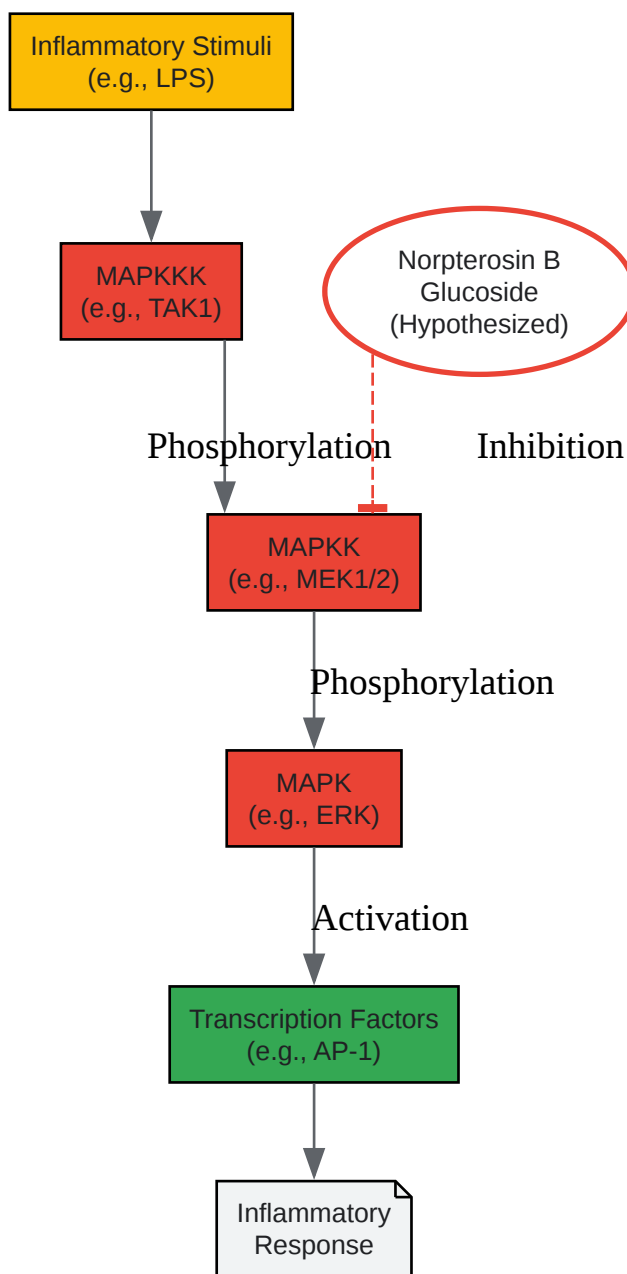 Inflammatory Stimuli
(e.g., LPS)
MAPKKK
(e.g., TAK1)
Norpterosin B
Glucoside
(Hypothesized)
Phosphorylation
Inhibition
MAPKK
(e.g., MEK1/2)
Phosphorylation
MAPK
(e.g., ERK)
Activation
Transcription Factors
(e.g., AP-1)
Inflammatory
Response